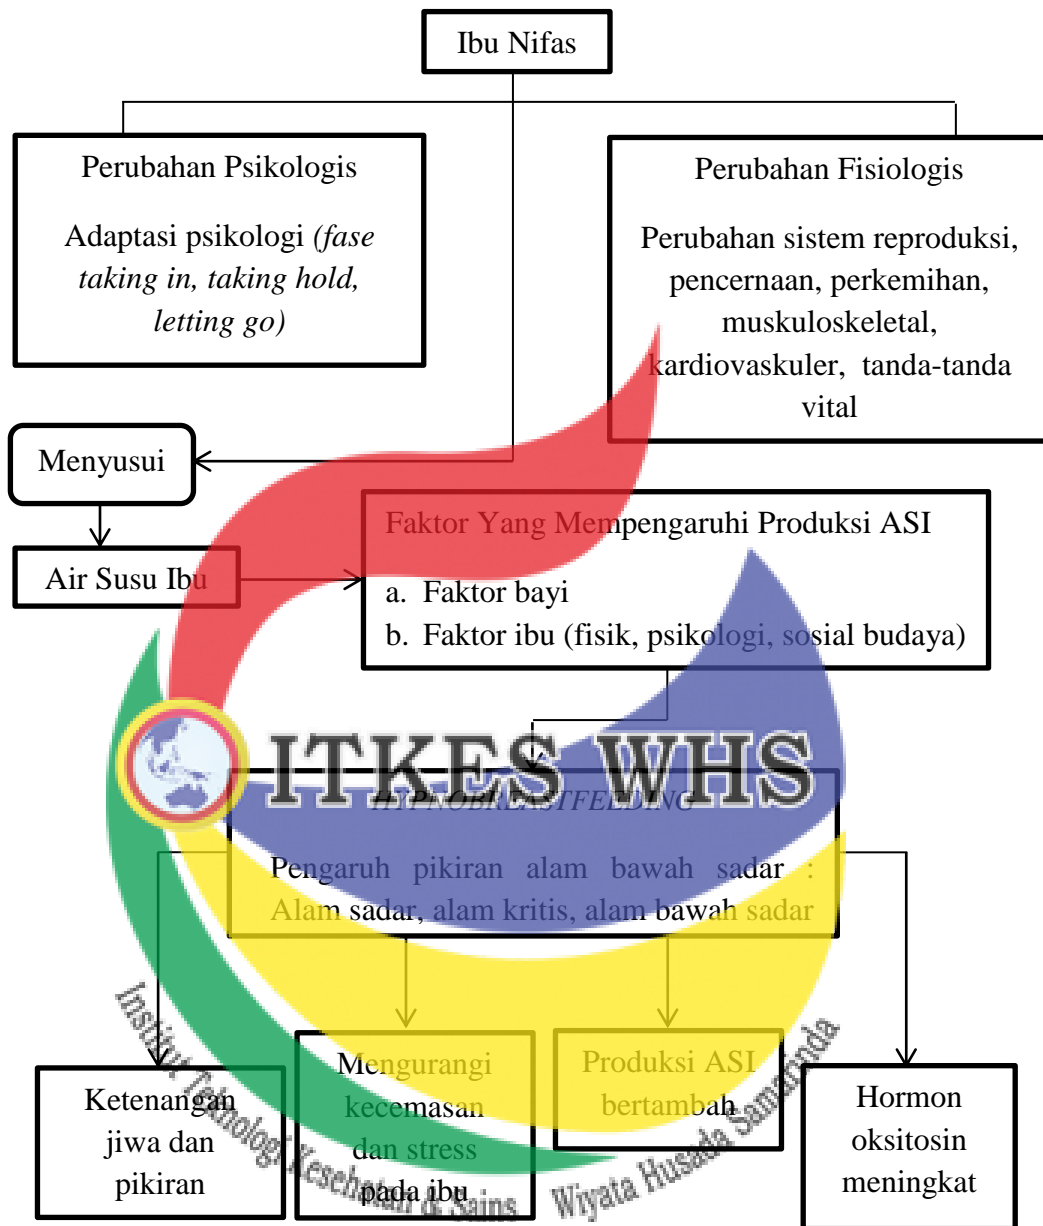 Ibu Nifas
Perubahan Psikologis
Adaptasi psikologi (fase
taking in, taking hold,
letting go)
Perubahan Fisiologis
Perubahan sistem reproduksi,
pencernaan, perkemihan,
muskuloskeletal,
kardiovaskuler, tanda-tanda
vital
Menyusui
Air Susu Ibu
Faktor Yang Mempengaruhi Produksi ASI
a. Faktor bayi
b. Faktor ibu (fisik, psikologi, sosial budaya)
ITKES WHS
HYPNOBREASTFEEDING
Pengaruh pikiran alam bawah sadar :
Alam sadar, alam kritis, alam bawah sadar
Ketenangan
jiwa dan
pikiran
Mengurangi
kecemasan
dan stress
pada ibu
Produksi ASI
bertambah
Hormon
oksitosin
meningkat
Institut Teknologi Kesehatan & Sains Wiyata Husada Samarinda